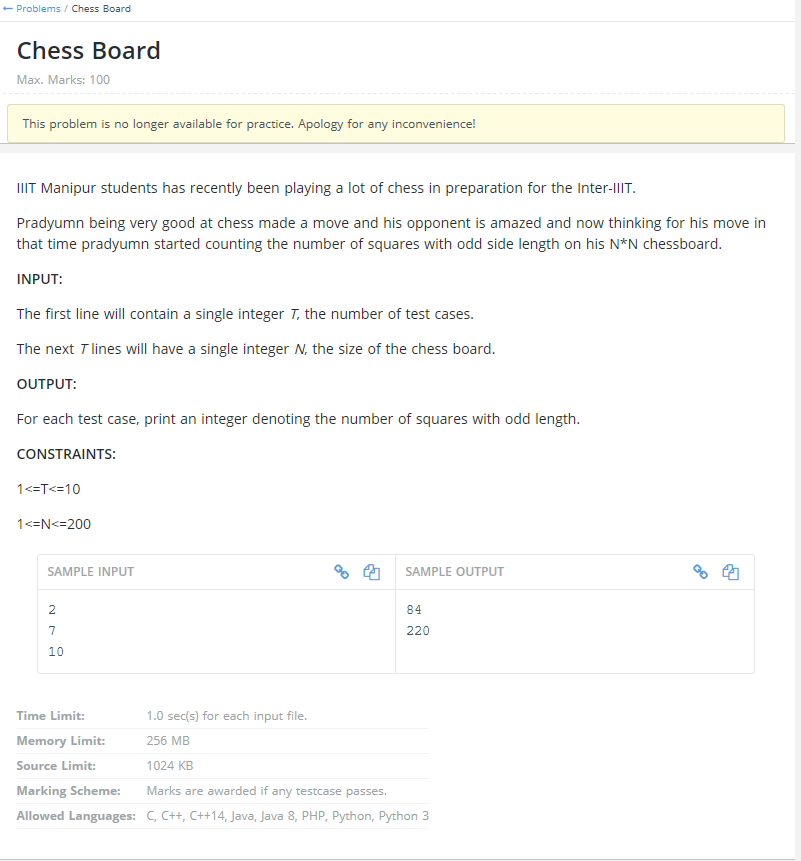 ← Problems / Chess Board
Chess Board
Max. Marks: 100
This problem is no longer available for practice. Apology for any inconvenience!
IIIT Manipur students has recently been playing a lot of chess in preparation for the Inter-IIIT.
Pradyumn being very good at chess made a move and his opponent is amazed and now thinking for his move in
that time pradyumn started counting the number of squares with odd side length on his N*N chessboard.
INPUT:
The first line will contain a single integer T, the number of test cases.
The next T lines will have a single integer N, the size of the chess board.
OUTPUT:
For each test case, print an integer denoting the number of squares with odd length.
CONSTRAINTS:
1<=T<=10
1<=N<=200
SAMPLE INPUT
2
7
10
SAMPLE OUTPUT
84
220
Time Limit: 1.0 sec(s) for each input file.
Memory Limit: 256 MB
Source Limit: 1024 KB
Marking Scheme: Marks are awarded if any testcase passes.
Allowed Languages: C, C++, C++14, Java, Java 8, PHP, Python, Python 3